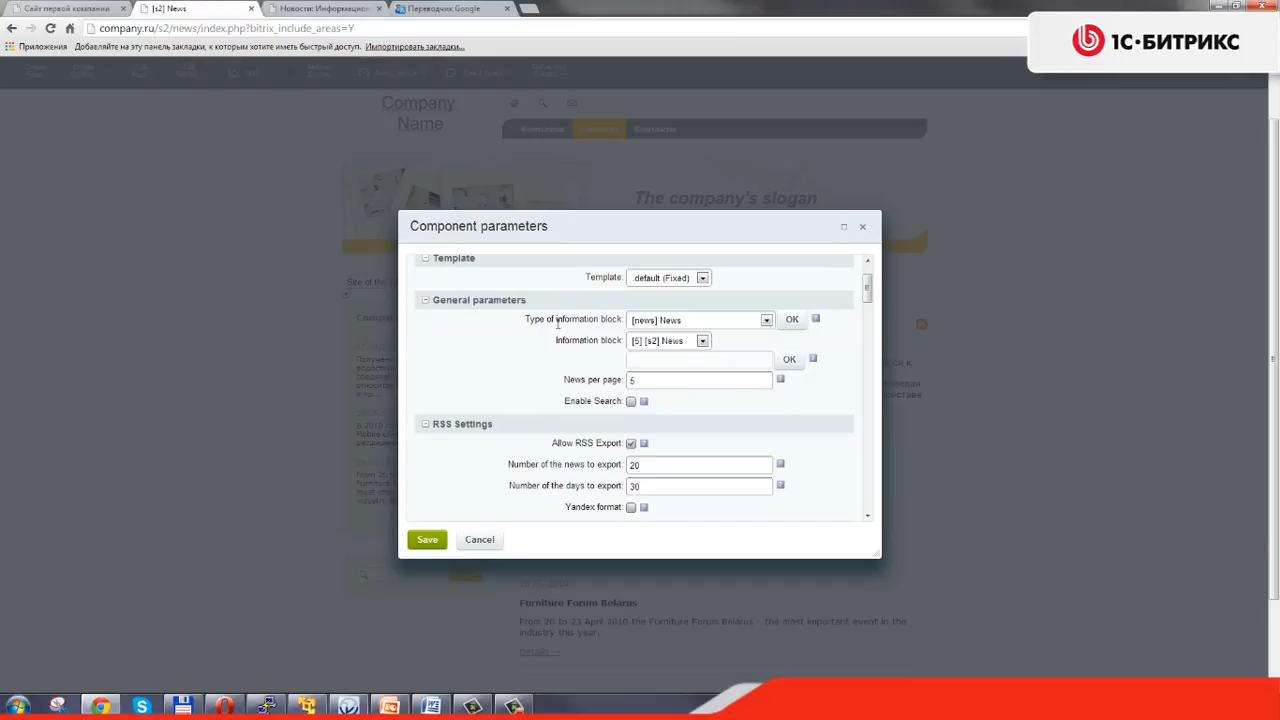 Сайт первой компании
[s2] News
Новости: Информацион
Переводчик Google
company.ru/s2/news/index.php?bitrix_include_areas=Y
Приложения
Добавляйте на эту панель закладки, к которым хотите иметь быстрый доступ.
Импортировать закладки...
1С-БИТРИКС
Company
Name
Контакты
The company's slogan
Component parameters
Template
Template:
.default (Fixed)
General parameters
Type of information block:
[news] News
OK
Information block:
[5] [s2] News
OK
News per page:
5
Enable Search:
RSS Settings
Allow RSS Export:
Number of the news to export:
20
Number of the days to export:
30
Yandex format:
Save
Cancel
Furniture Forum Belarus
From 20 to 23 April 2010 the Furniture Forum Belarus – the most important event in the
industry this year.
Details